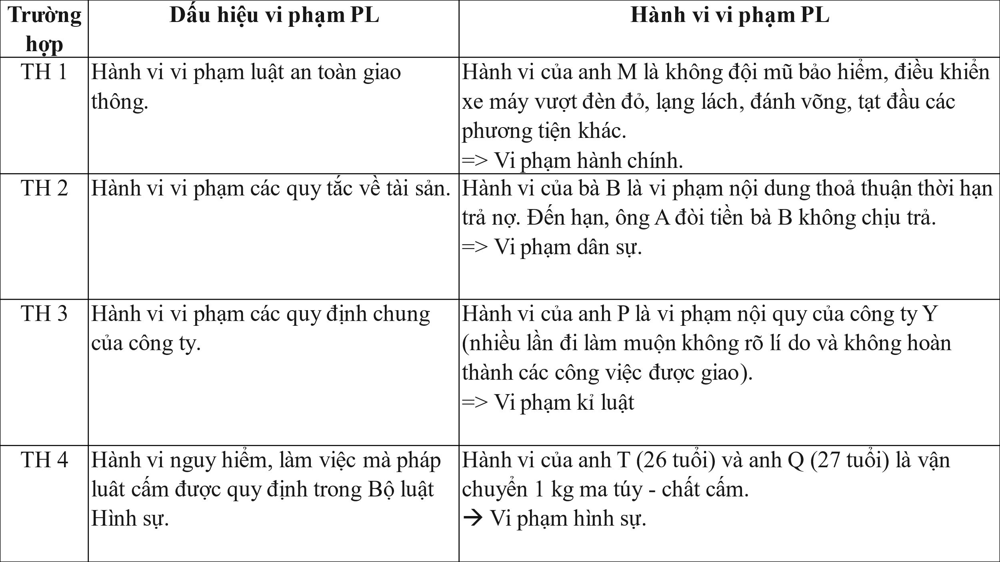 Trường
hợp
Dấu hiệu vi phạm PL
Hành vi vi phạm PL
TH 1
Hành vi vi phạm luật an toàn giao
thông.
Hành vi của anh M là không đội mũ bảo hiểm, điều khiển
xe máy vượt đèn đỏ, lạng lách, đánh võng, tạt đầu các
phương tiện khác.
=> Vi phạm hành chính.
TH 2
Hành vi vi phạm các quy tắc về tài sản.
Hành vi của bà B là vi phạm nội dung thoả thuận thời hạn
trả nợ. Đến hạn, ông A đòi tiền bà B không chịu trả.
=> Vi phạm dân sự.
TH 3
Hành vi vi phạm các quy định chung
của công ty.
Hành vi của anh P là vi phạm nội quy của công ty Y
(nhiều lần đi làm muộn không rõ lí do và không hoàn
thành các công việc được giao).
=> Vi phạm kỉ luật
TH 4
Hành vi nguy hiểm, làm việc mà pháp
luât cấm được quy định trong Bộ luật
Hình sự.
Hành vi của anh T (26 tuổi) và anh Q (27 tuổi) là vận
chuyển 1 kg ma túy - chất cấm.
→ Vi phạm hình sự.